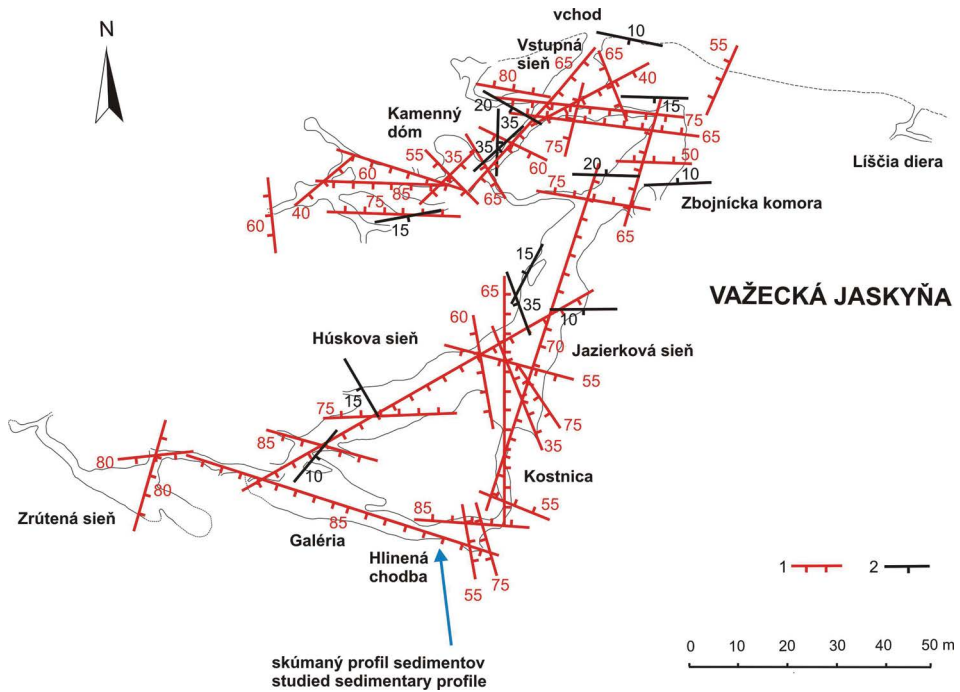 N
vchod
10
Vstupná
sieň
65
65
55
80
40
20
15
35
75
Kamenný
dóm
35
75
65
55
35
60
50
Líščia diera
60
85
20
10
65
75
Zbojnícka komora
40
75
60
15
65
15
VAŽECKÁ JASKYŇA
65
35
60
10
Húskova sieň
70
Jazierková sieň
55
15
75
75
85
35
80
10
Kostnica
80
55
Zrútená sieň
85
85
Galéria
Hlinená
chodba
75
55
1
2
0 10 20 30 40 50 m
skúmaný profil sedimentov
studied sedimentary profile